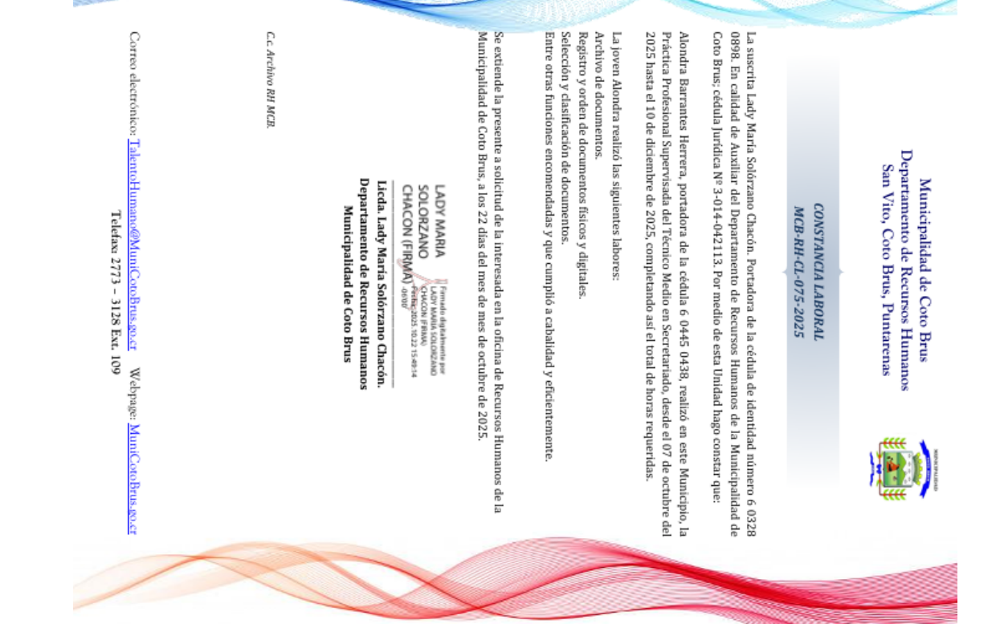 Municipalidad de Coto Brus
Departamento de Recursos Humanos
San Vito, Coto Brus, Puntarenas
MUNICIPALIDAD
CONSTANCIA LABORAL
MCB-RH-CL-075-2025
La suscrita Lady María Solórzano Chacón. Portadora de la cédula de identidad número 6 0328
0898. En calidad de Auxiliar del Departamento de Recursos Humanos de la Municipalidad de
Coto Brus; cédula Jurídica Nº 3-014-042113. Por medio de esta Unidad hago constar que:
Alondra Barrantes Herrera, portadora de la cédula 6 0445 0438, realizó en este Municipio, la
Práctica Profesional Supervisada del Técnico Medio en Secretariado, desde el 07 de octubre del
2025 hasta el 10 de diciembre de 2025, completando así el total de horas requeridas.
La joven Alondra realizó las siguientes labores:
Archivo de documentos.
Registro y orden de documentos físicos y digitales.
Selección y clasificación de documentos.
Entre otras funciones encomendadas y que cumplió a cabalidad y eficientemente.
Se extiende la presente a solicitud de la interesada en la oficina de Recursos Humanos de la
Municipalidad de Coto Brus, a los 22 días del mes de mes de octubre de 2025.
LADY MARIA
SOLORZANO
CHACON (FIRMA)
Firmado digitalmente por
LADY MARIA SOLORZANO
CHACON (FIRMA)
Fecha: 2025.10.22 15:49:14
-06'00'
Licda. Lady María Solórzano Chacón.
Departamento de Recursos Humanos
Municipalidad de Coto Brus
C.c. Archivo RH MCB.
Correo electrónico: TalentoHumano@MuniCotoBrus.go.cr Webpage: MuniCotoBrus.go.cr
Telefax: 2773 – 3128 Ext. 109